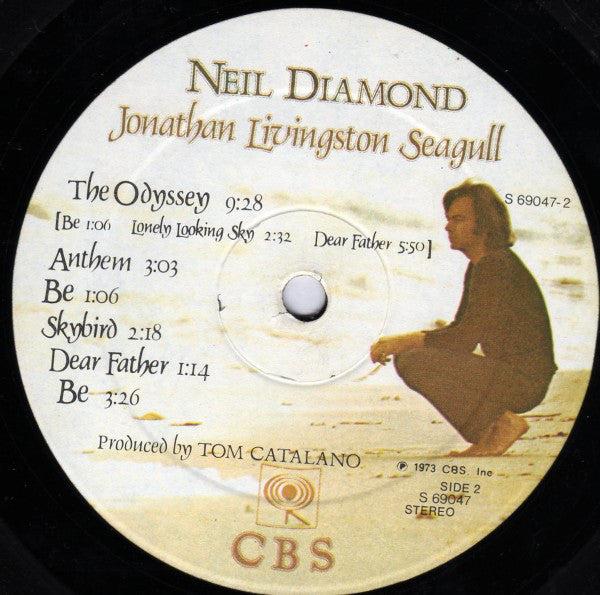 NEIL DIAMOND
Jonathan Livingston Seagull
The Odyssey 9:28
S 69047-2
[Be 1:06 Lonely Looking Sky 2:32 Dear Father 5:50]
Anthem 3:03
Be 1:06
Skybird 2:18
Dear Father 1:14
Be 3:26
Produced by TOM CATALANO
℗ 1973 CBS, Inc
SIDE 2
S 69047
STEREO
CBS